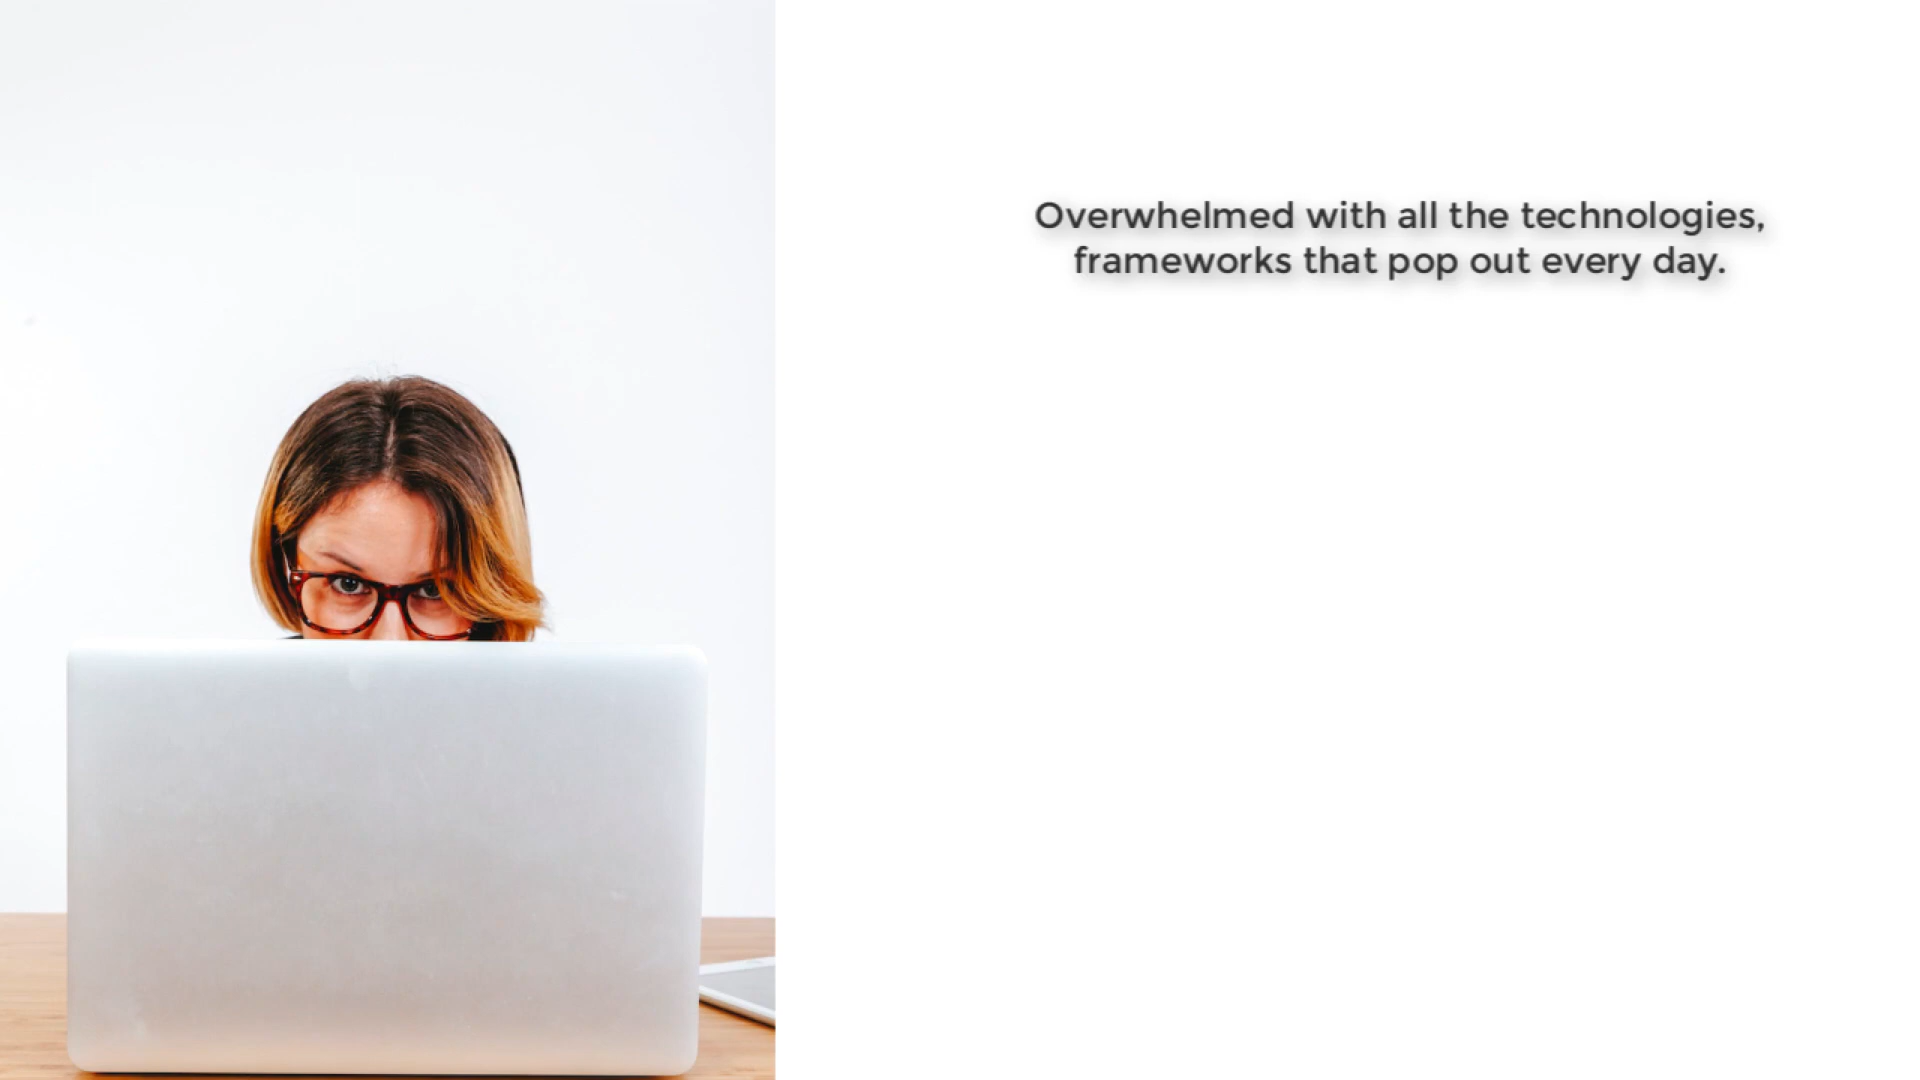 Overwhelmed with all the technologies,
frameworks that pop out every day.